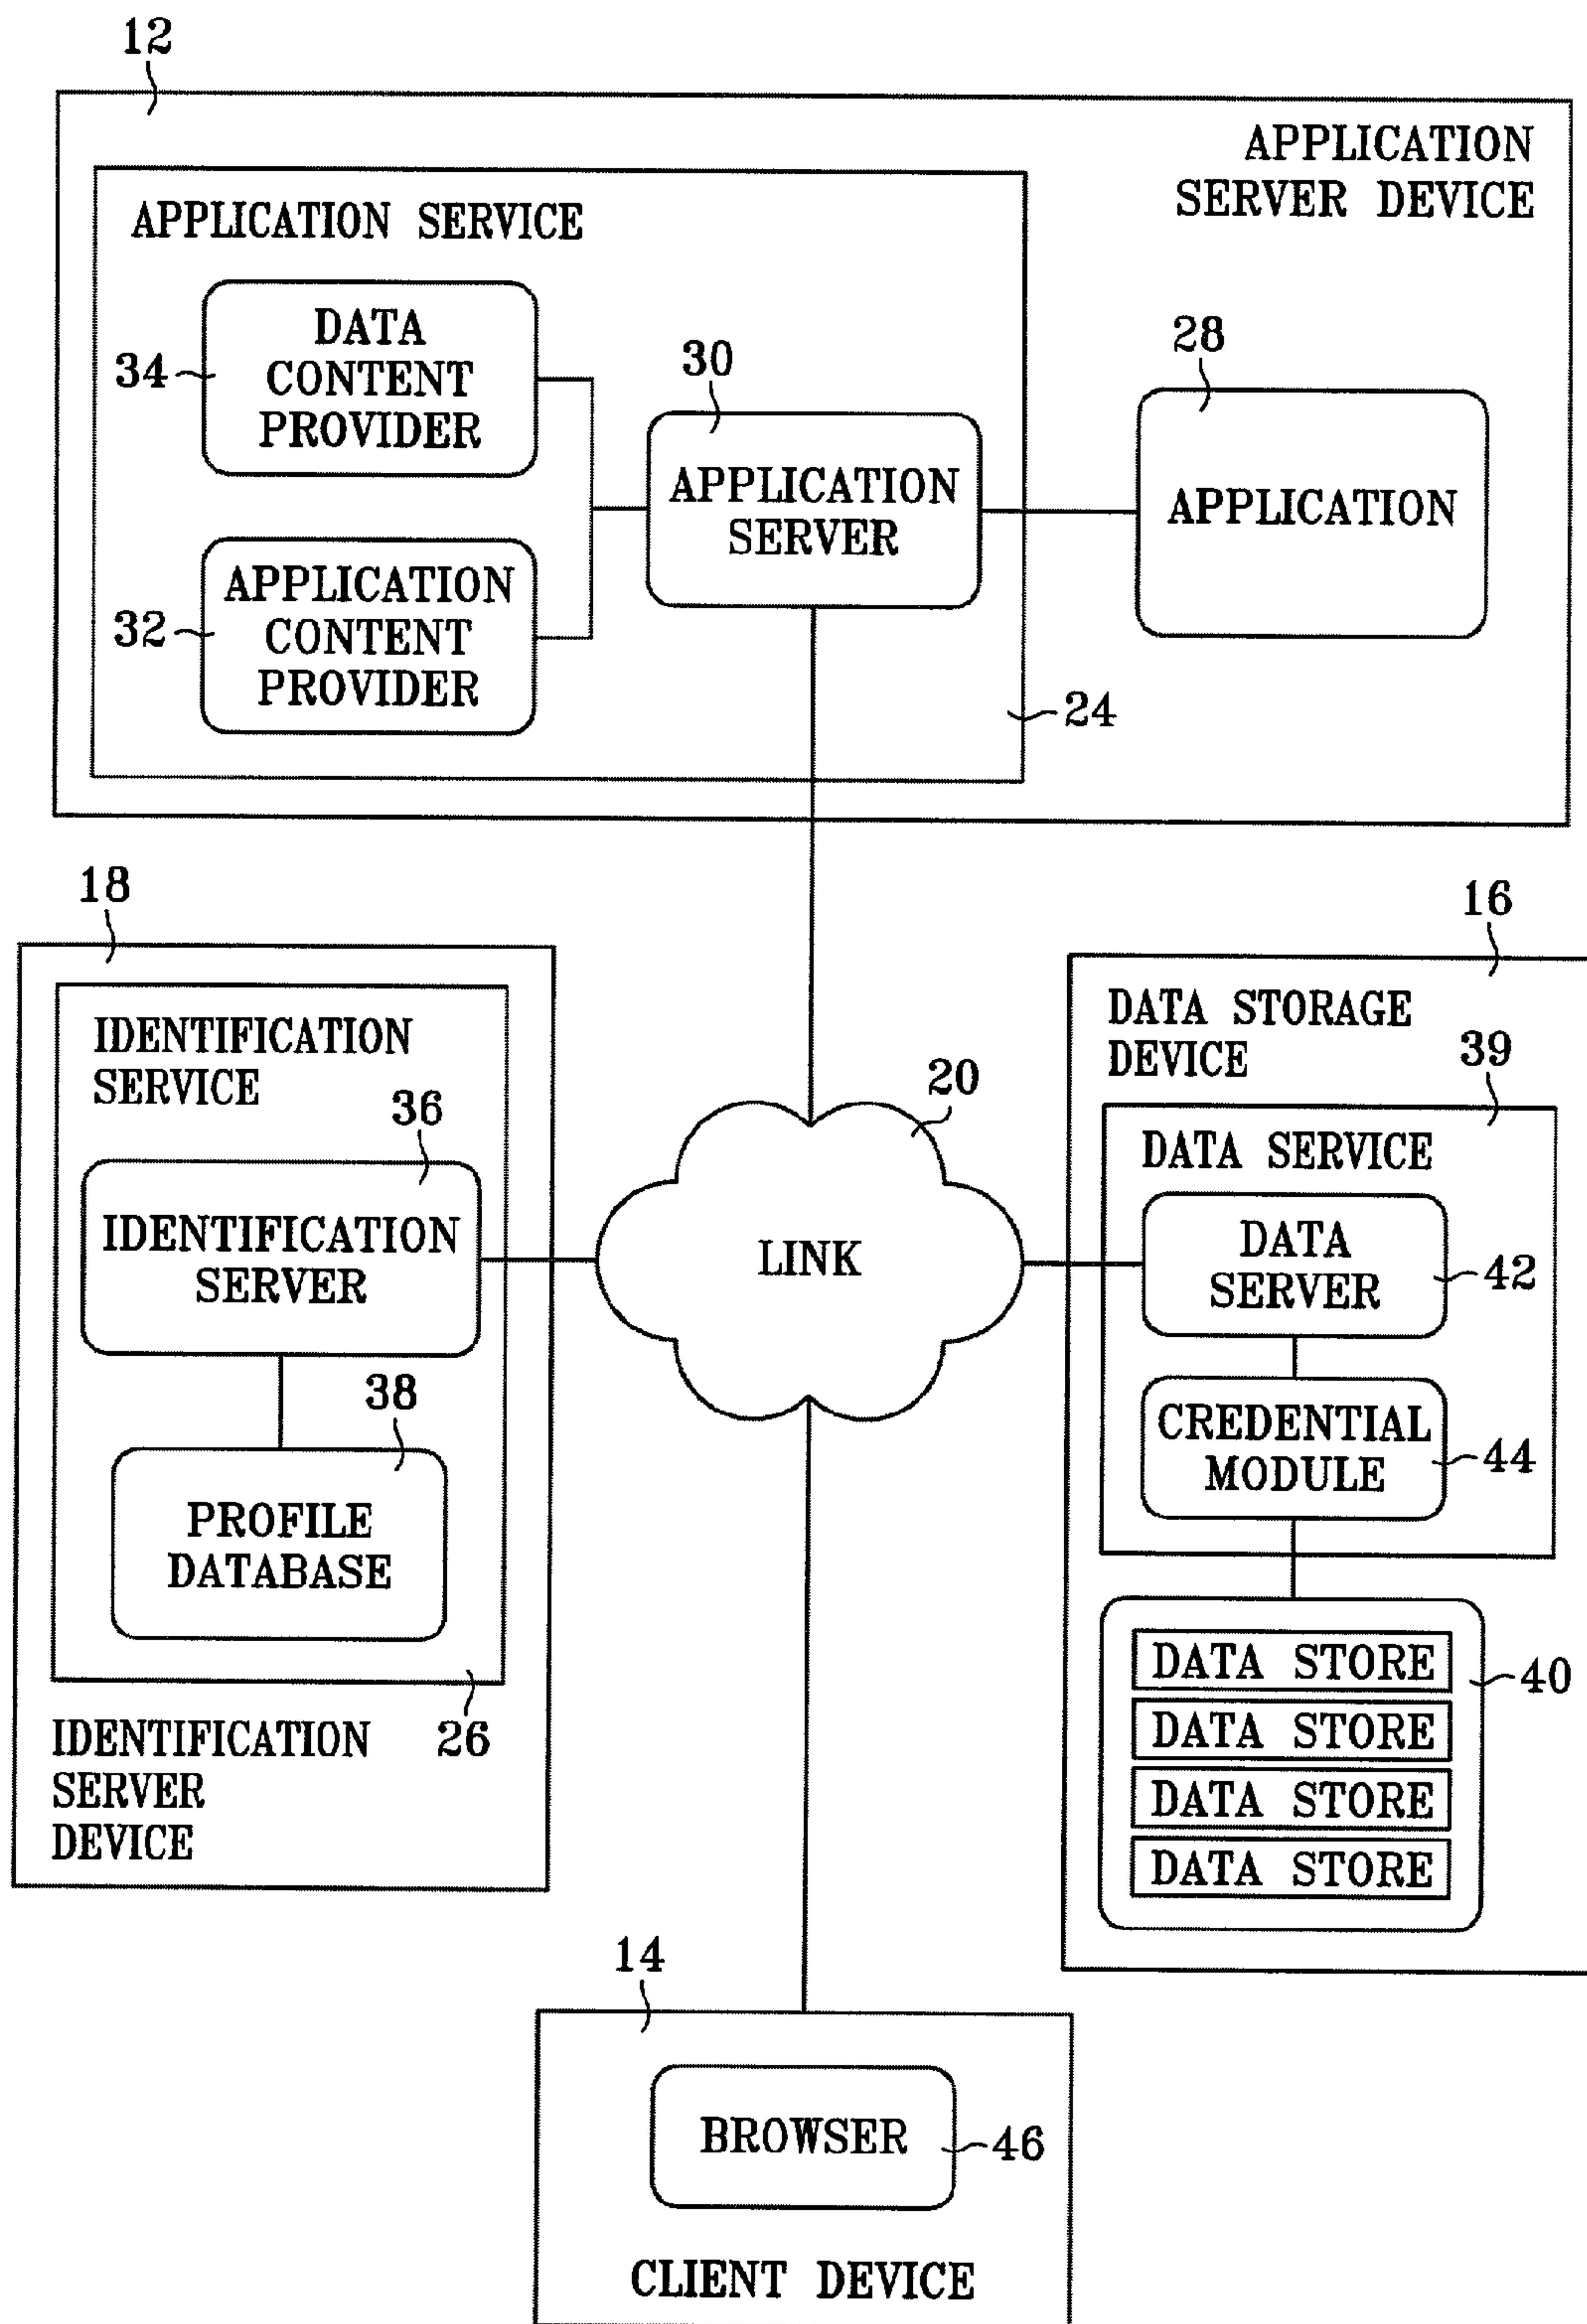 12
APPLICATION
SERVER DEVICE
APPLICATION SERVICE
DATA
CONTENT
PROVIDER
34
30
APPLICATION
SERVER
28
APPLICATION
APPLICATION
CONTENT
PROVIDER
32
24
18
IDENTIFICATION
SERVICE
36
IDENTIFICATION
SERVER
38
PROFILE
DATABASE
26
IDENTIFICATION
SERVER
DEVICE
20
LINK
16
DATA STORAGE
DEVICE
39
DATA SERVICE
DATA
SERVER
42
CREDENTIAL
MODULE
44
DATA STORE
DATA STORE
DATA STORE
DATA STORE
40
14
BROWSER
46
CLIENT DEVICE